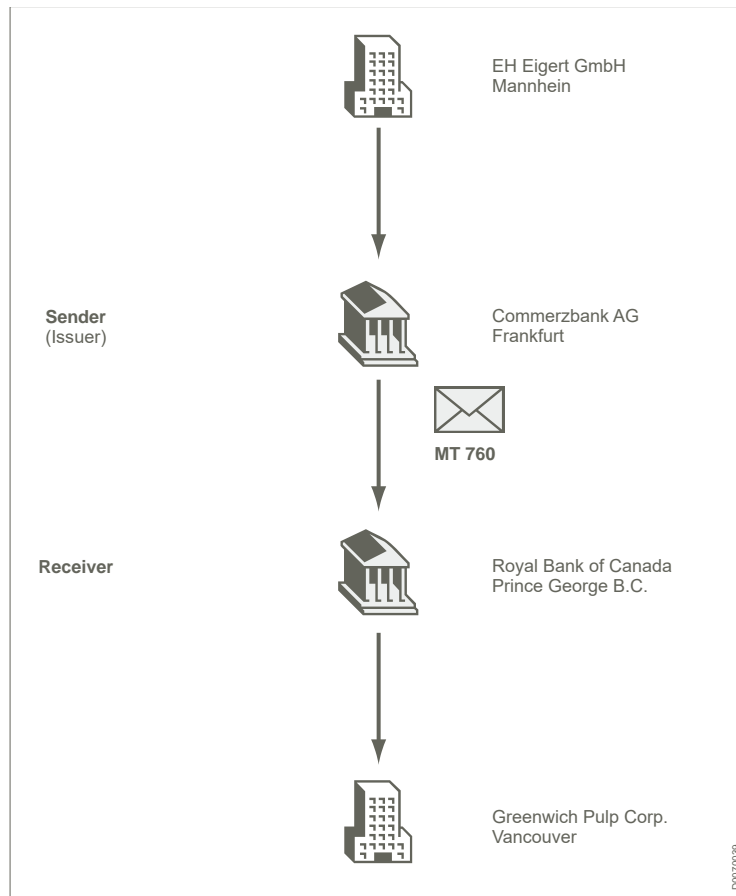 EH Eigert GmbH
Mannhein
Sender
(Issuer)
Commerzbank AG
Frankfurt
MT 760
Receiver
Royal Bank of Canada
Prince George B.C.
Greenwich Pulp Corp.
Vancouver
D0070039